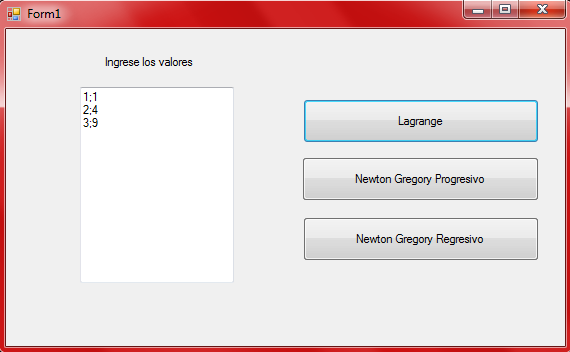 Form1
Ingrese los valores
1;1
2;4
3;9
Lagrange
Newton Gregory Progresivo
Newton Gregory Regresivo